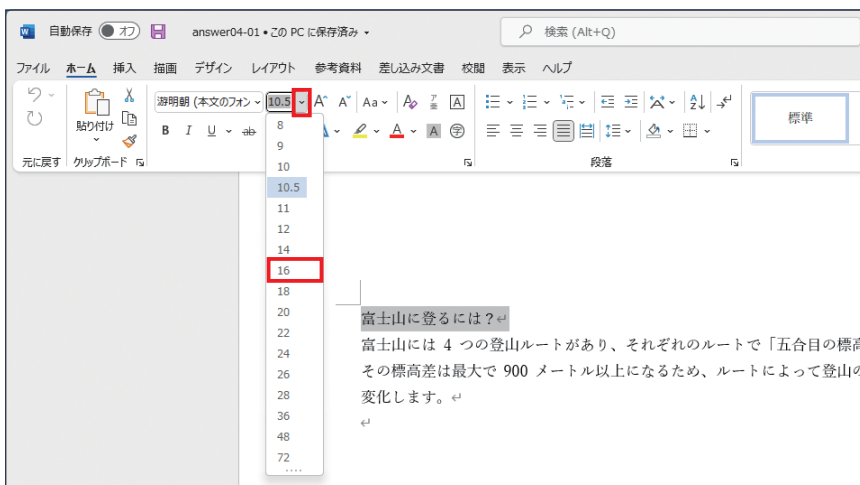 自動保存 オフ answer04-01 • この PC に保存済み 検索 (Alt+Q)
ファイル ホーム 挿入 描画 デザイン レイアウト 参考資料 差し込み文書 校閲 表示 ヘルプ
游明朝 (本文のフォン 10.5 A^ Aˇ Aa A ア亜 A
貼り付け B I U ab A A 字 標準
元に戻す クリップボード 段落
8
9
10
10.5
11
12
14
16
18
20
22
24
26
28
36
48
72
富士山に登るには？
富士山には 4 つの登山ルートがあり、それぞれのルートで「五合目の標高
その標高差は最大で 900 メートル以上になるため、ルートによって登山の
変化します。